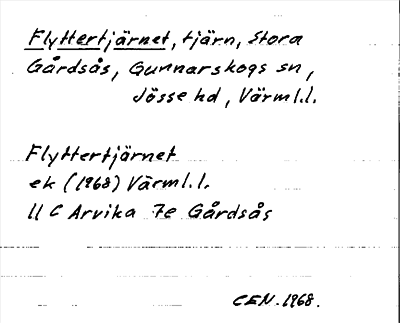 Flyttertjärnet, tjärn, Stora
Gårdsås, Gunnarskogs sn,
Jösse hd, Värml.l.
Flyttertjärnet
ek (1968) Värml.l.
11 C Arvika 7e Gårdsås
CEN. 1968.